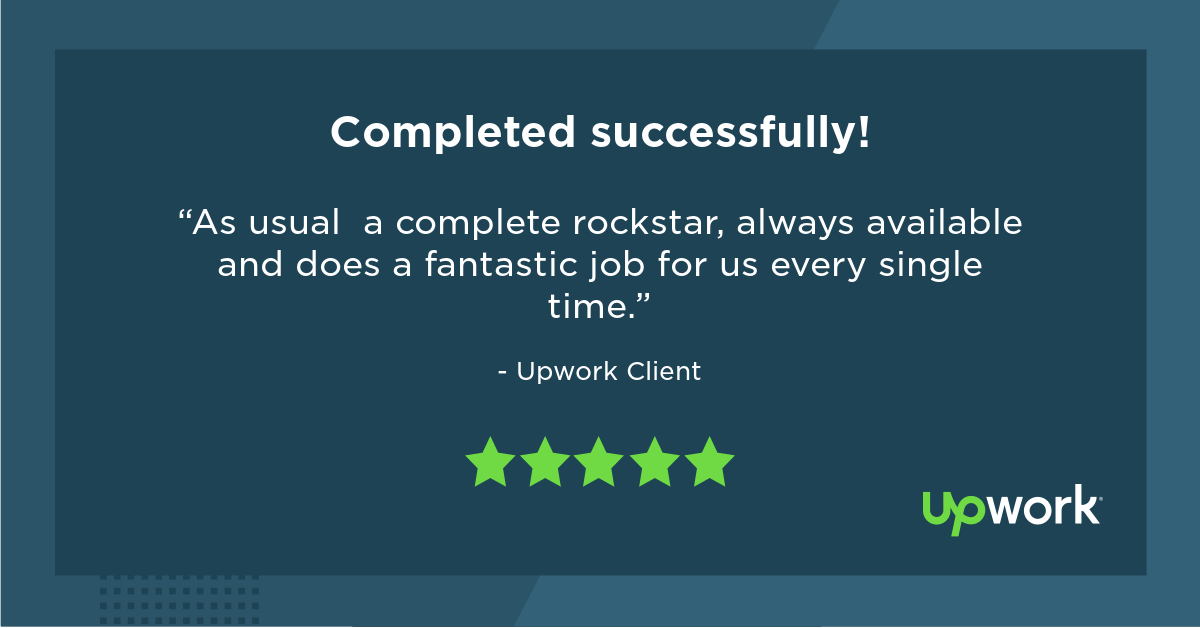 Completed successfully!
“As usual  a complete rockstar, always available
and does a fantastic job for us every single
time.”
- Upwork Client
upwork